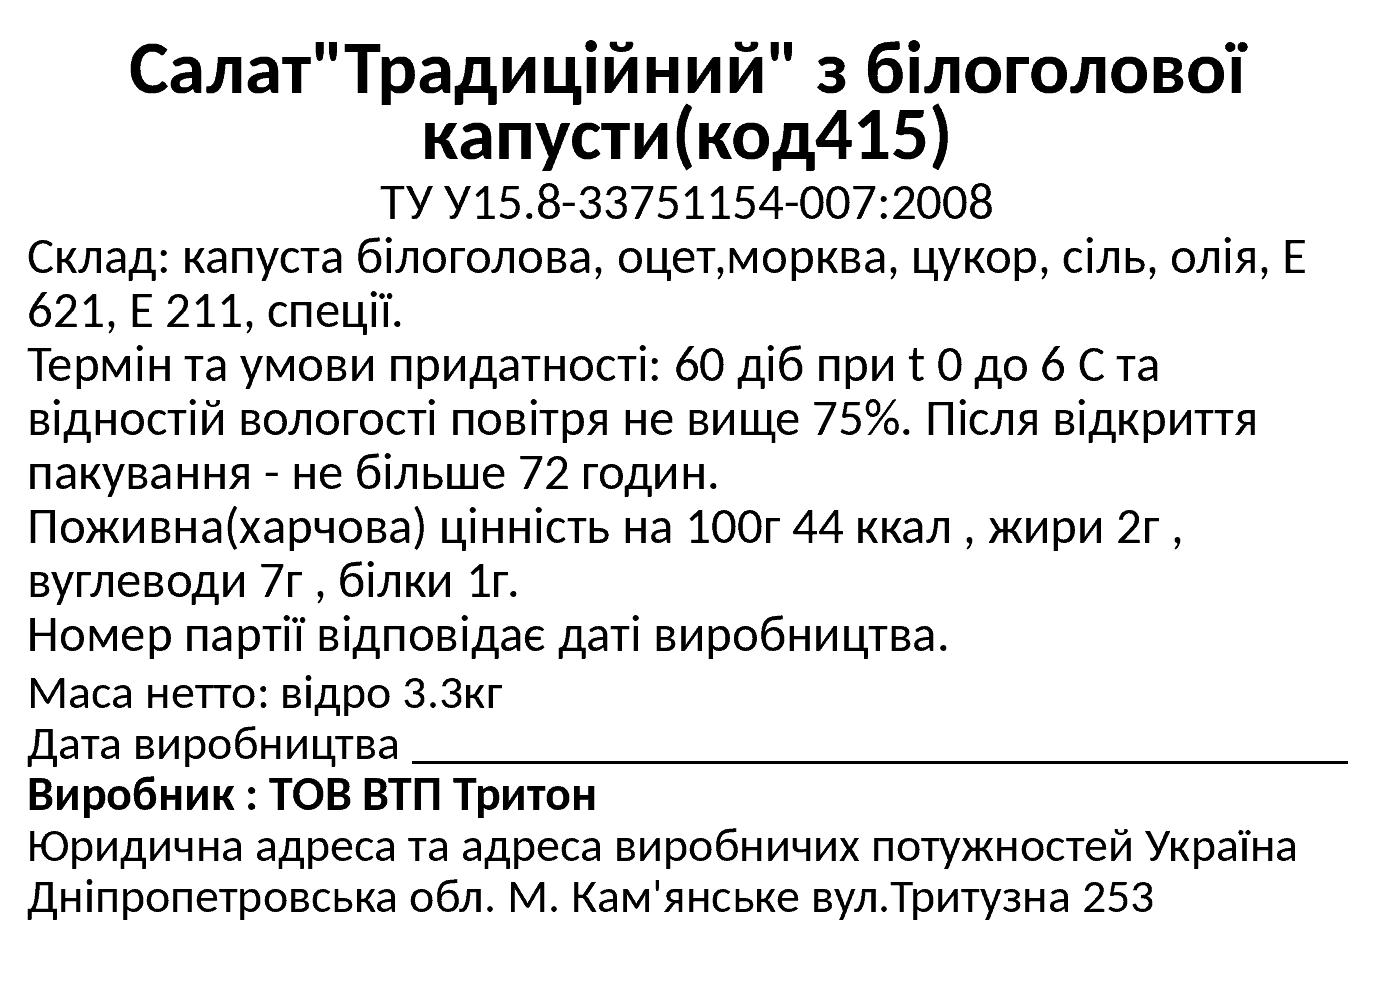 Салат"Традиційний" з білоголової
капусти(код415)
ТУ У15.8-33751154-007:2008
Склад: капуста білоголова, оцет,морква, цукор, сіль, олія, Е
621, Е 211, спеції.
Термін та умови придатності: 60 діб при t 0 до 6 С та
відностій вологості повітря не вище 75%. Після відкриття
пакування - не більше 72 годин.
Поживна(харчова) цінність на 100г 44 ккал , жири 2г ,
вуглеводи 7г , білки 1г.
Номер партії відповідає даті виробництва.
Маса нетто: відро 3.3кг
Дата виробництва ____________________
Виробник : ТОВ ВТП Тритон
Юридична адреса та адреса виробничих потужностей Україна
Дніпропетровська обл. М. Кам'янське вул.Тритузна 253